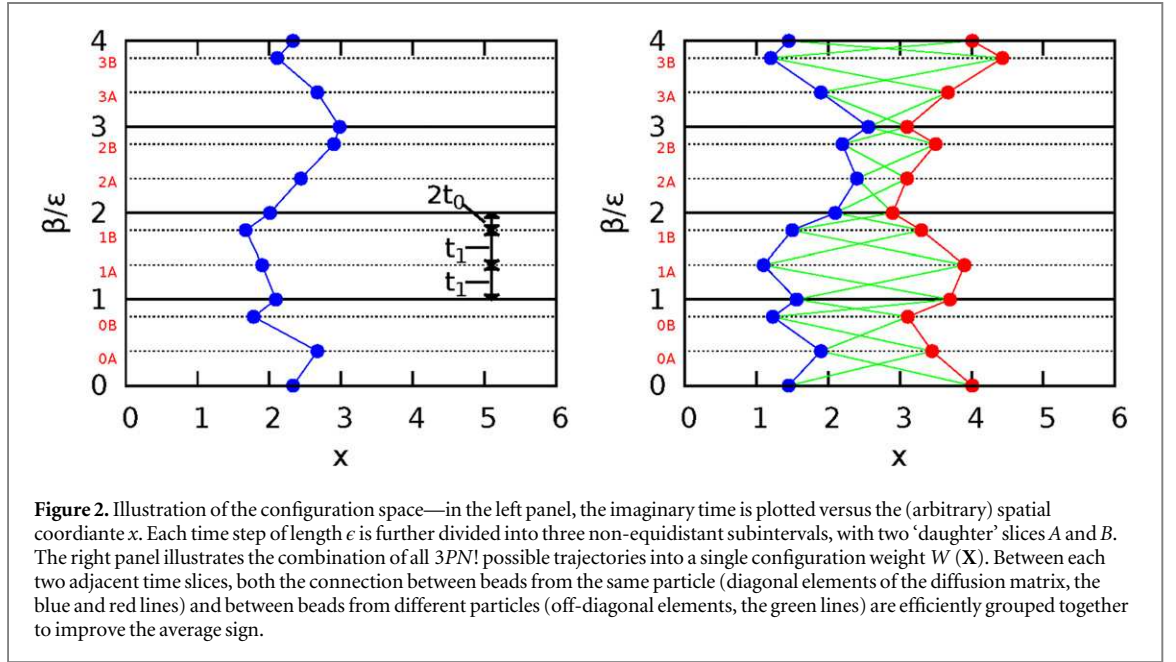 4
3B
3A
3
2B
2A
2
1B
1A
1
0B
0A
0
β/ε
2t₀
t₁
t₁
0 1 2 3 4 5 6
x
4
3B
3A
3
2B
2A
2
1B
1A
1
0B
0A
0
β/ε
0 1 2 3 4 5 6
x
Figure 2. Illustration of the configuration space—in the left panel, the imaginary time is plotted versus the (arbitrary) spatial
coordiante x. Each time step of length ϵ is further divided into three non-equidistant subintervals, with two ‘daughter’ slices A and B.
The right panel illustrates the combination of all 3PN! possible trajectories into a single configuration weight W (X). Between each
two adjacent time slices, both the connection between beads from the same particle (diagonal elements of the diffusion matrix, the
blue and red lines) and between beads from different particles (off-diagonal elements, the green lines) are efficiently grouped together
to improve the average sign.